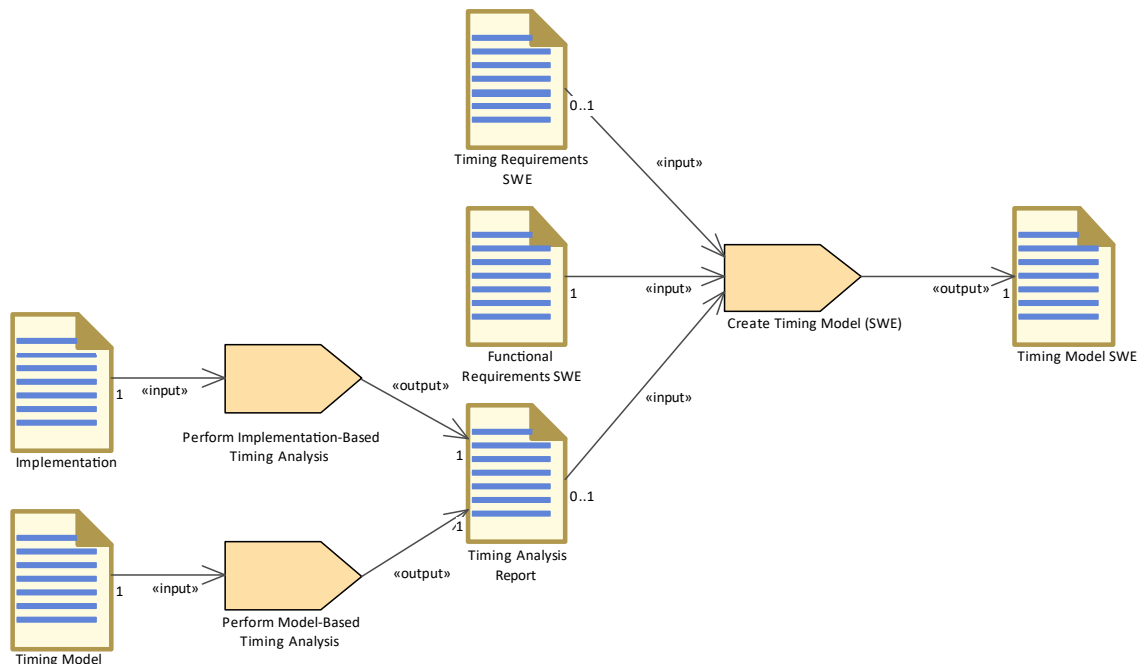 0..1
Timing Requirements
SWE
«input»
1
«input»
Functional
Requirements SWE
Create Timing Model (SWE)
«output»
1
Timing Model SWE
1
«input»
Implementation
Perform Implementation-Based
Timing Analysis
«output»
1
«input»
0..1
1
Timing Analysis
Report
1
«input»
Timing Model
Perform Model-Based
Timing Analysis
«output»